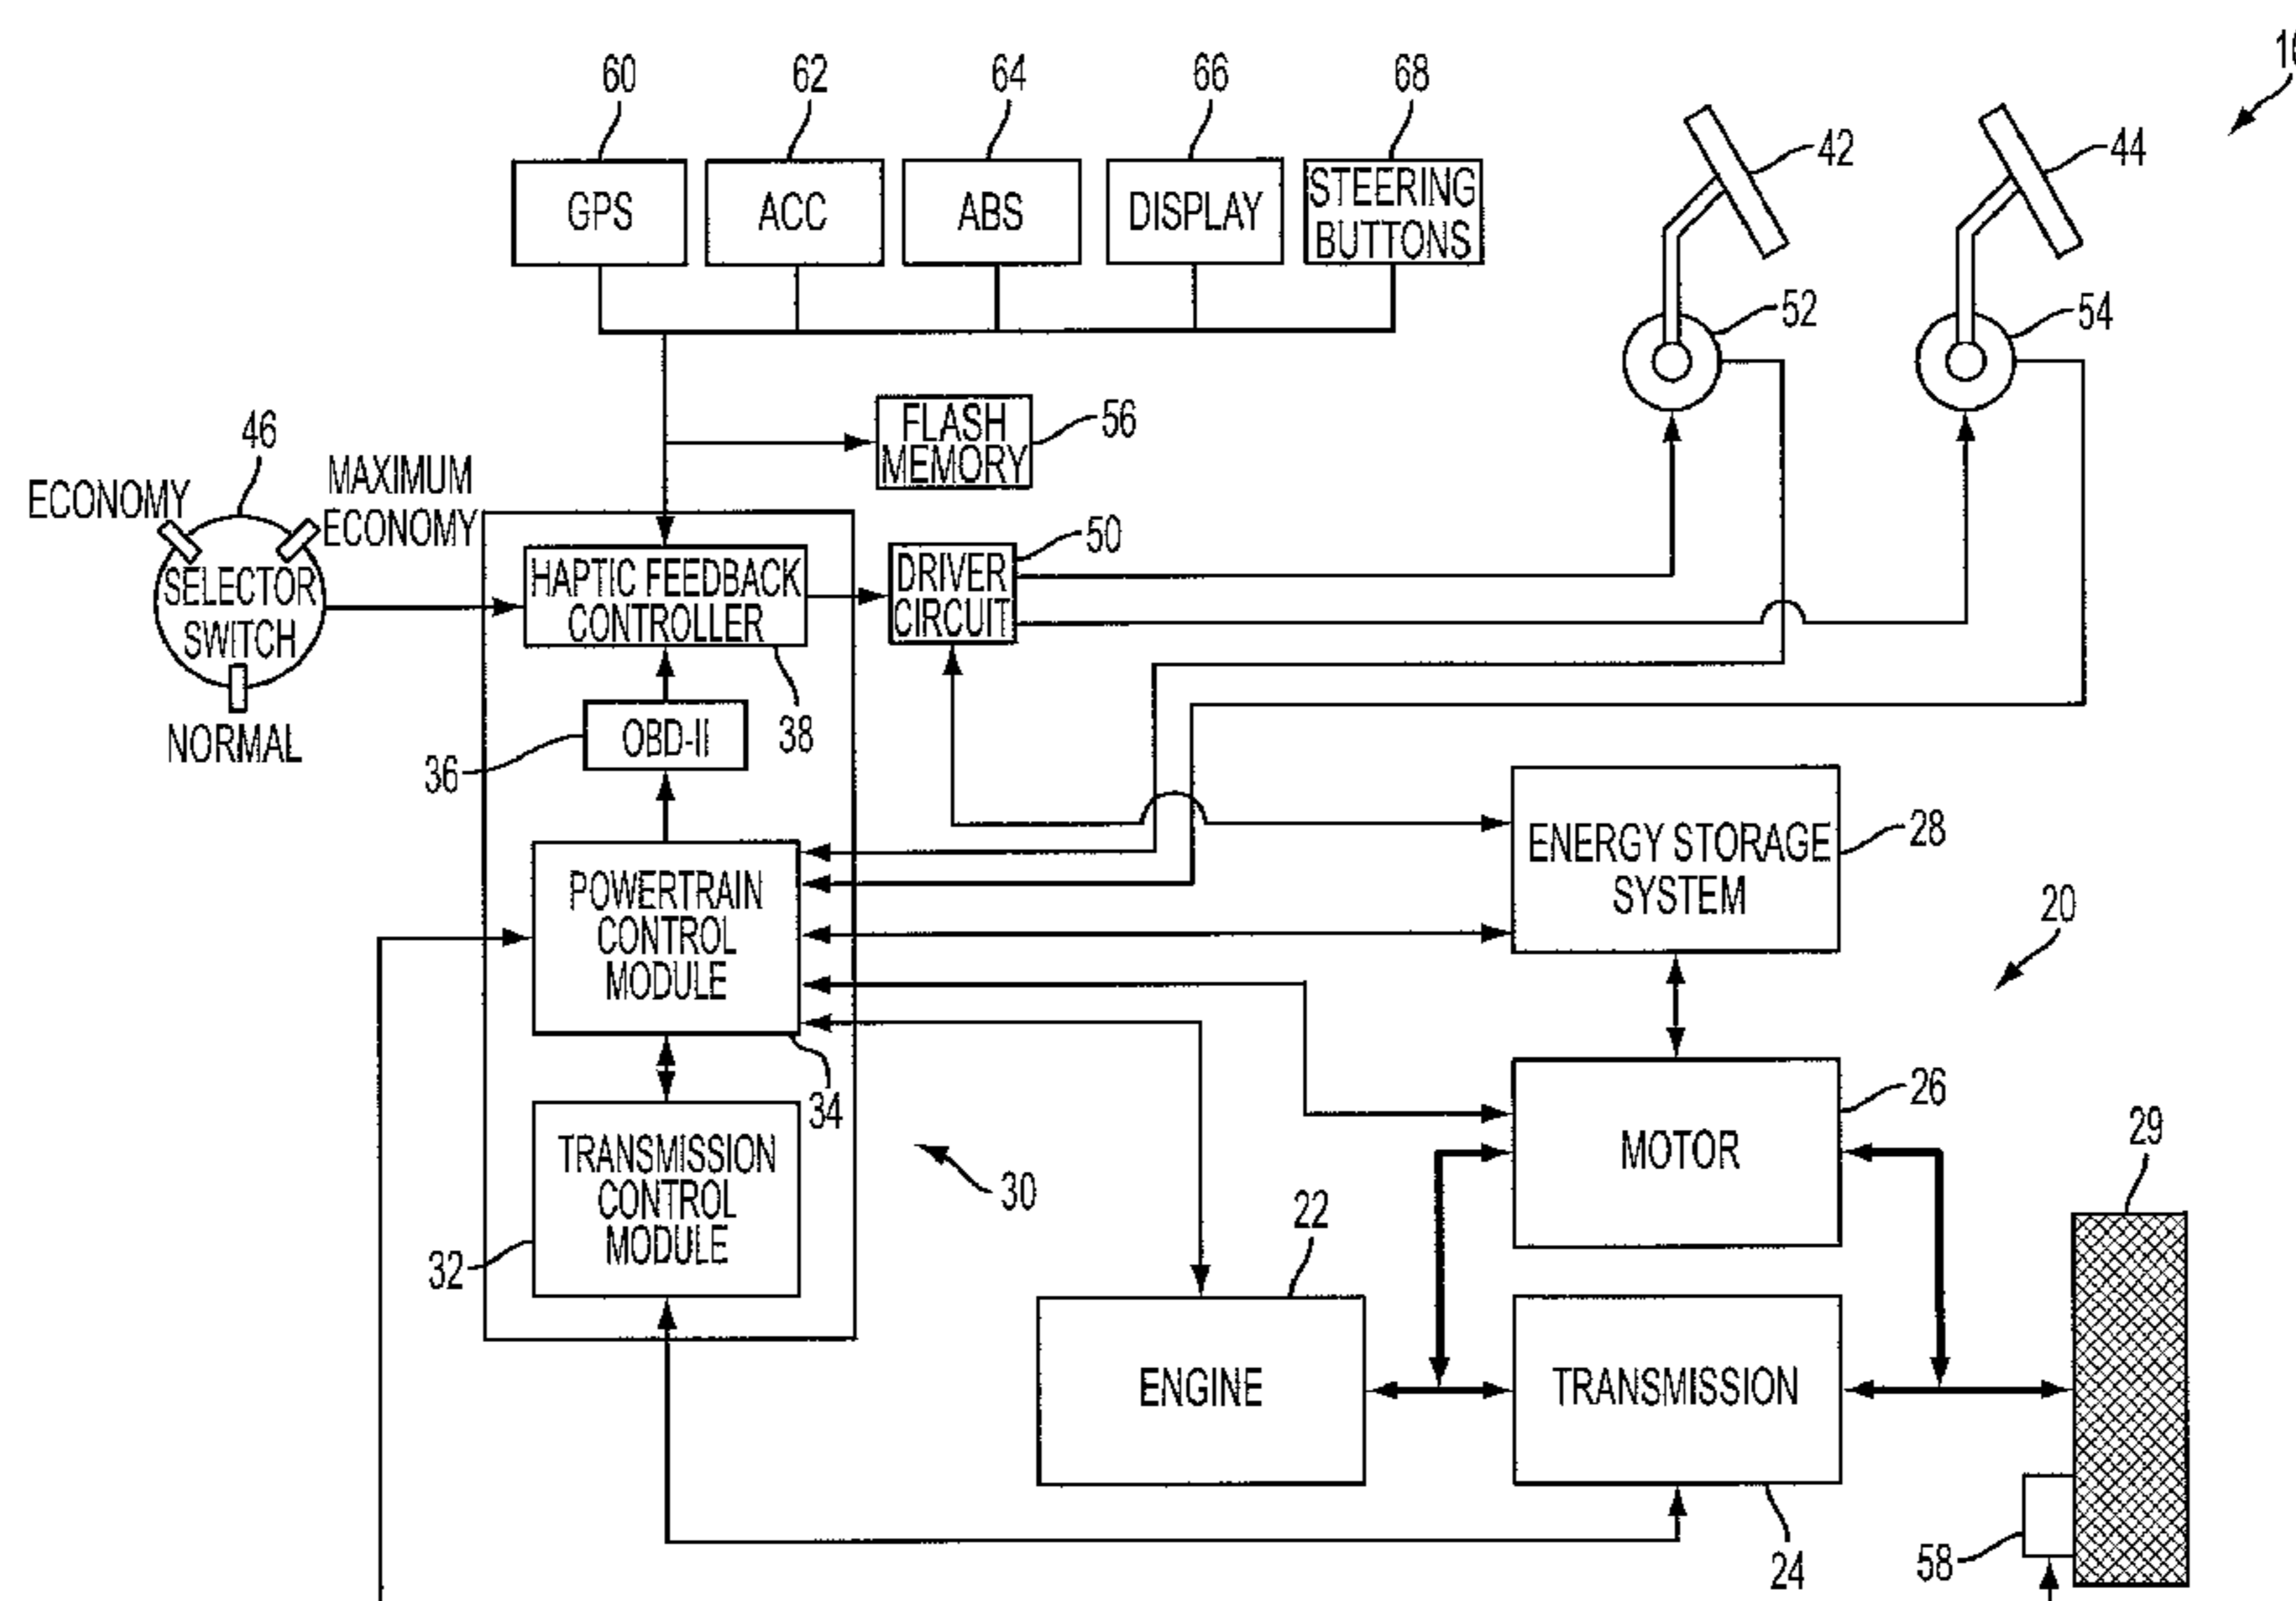 10
60 62 64 66 68
42 44
GPS ACC ABS DISPLAY STEERING
BUTTONS
52 54
FLASH
MEMORY
56
46
ECONOMY
MAXIMUM
ECONOMY
SELECTOR
SWITCH
NORMAL
HAPTIC FEEDBACK
CONTROLLER
38
DRIVER
CIRCUIT
50
OBD-II
36
POWERTRAIN
CONTROL
MODULE
34
ENERGY STORAGE
SYSTEM
28
20
TRANSMISSION
CONTROL
MODULE
32
30
MOTOR
26
29
22
ENGINE
TRANSMISSION
24
58